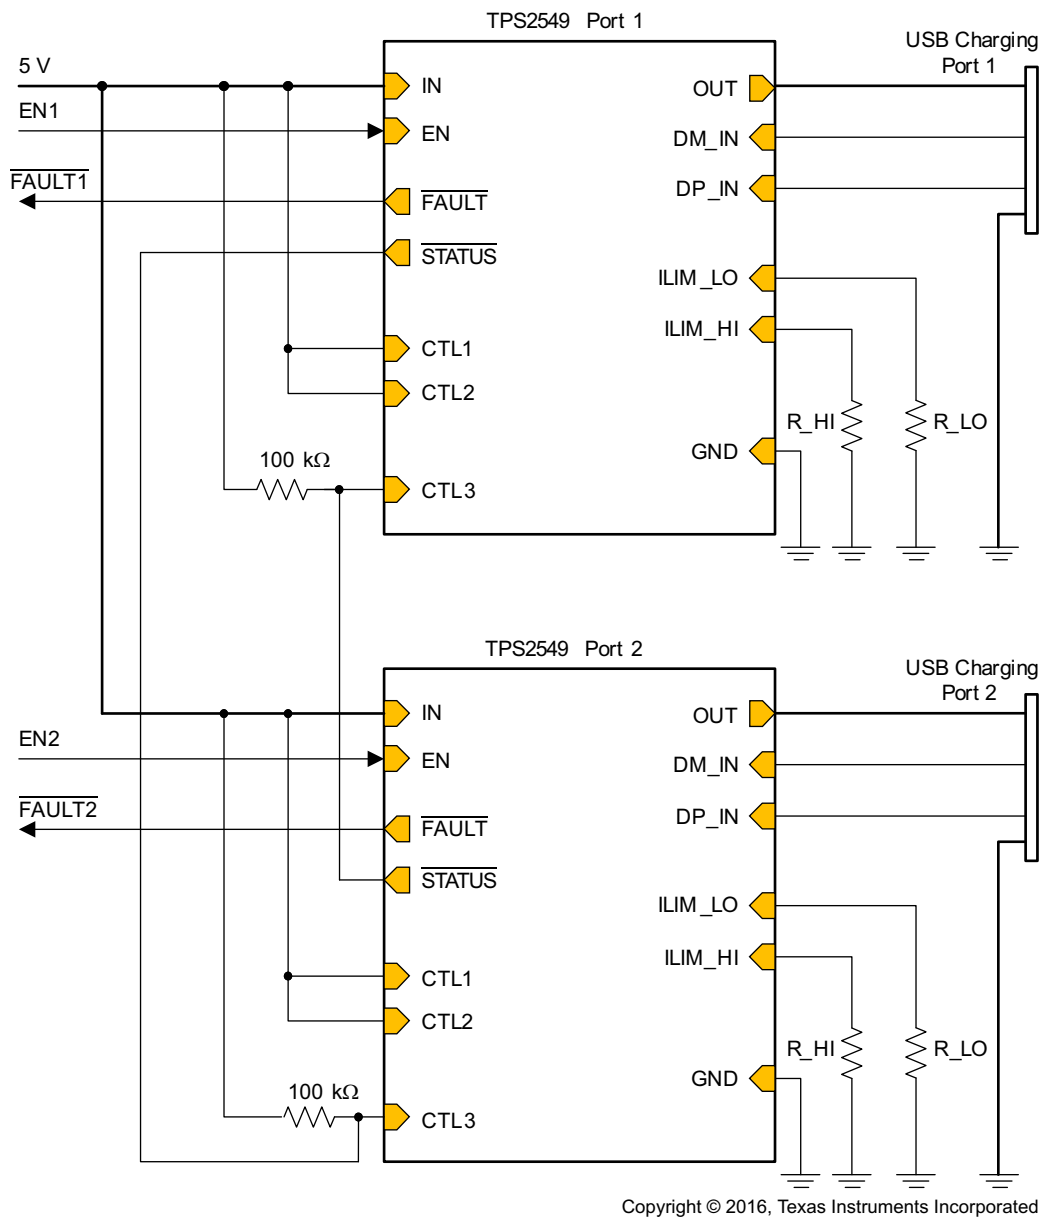 TPS2549 Port 1
USB Charging
Port 1
5 V
IN
OUT
EN1
EN
DM_IN
FAULT1
FAULT
DP_IN
STATUS
ILIM_LO
ILIM_HI
CTL1
CTL2
R_HI
R_LO
GND
100 kΩ
CTL3
TPS2549 Port 2
USB Charging
Port 2
IN
OUT
EN2
EN
DM_IN
FAULT2
FAULT
DP_IN
STATUS
ILIM_LO
ILIM_HI
CTL1
CTL2
R_HI
R_LO
GND
100 kΩ
CTL3
Copyright © 2016, Texas Instruments Incorporated